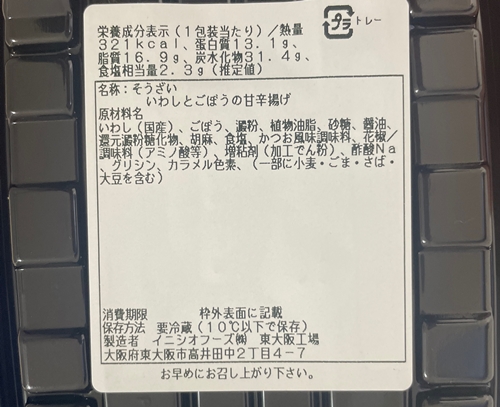 栄養成分表示（1包装当たり）／熱量
321kcal、蛋白質13.1g、
脂質16.9g、炭水化物31.4g、
食塩相当量2.3g（推定値）
プラ
トレー
名称：そうざい
いわしとごぼうの甘辛揚げ
原材料名
いわし（国産）、ごぼう、澱粉、植物油脂、砂糖、醤油、
還元澱粉糖化物、胡麻、食塩、かつお風味調味料、花椒／
調味料（アミノ酸等）、増粘剤（加工でん粉）、酢酸Na
、グリシン、カラメル色素、（一部に小麦・ごま・さば・
大豆を含む）
消費期限　枠外表面に記載
保存方法　要冷蔵（10℃以下で保存）
製造者　イニシオフーズ㈱　東大阪工場
大阪府東大阪市高井田中2丁目4－7
お早めにお召し上がり下さい。